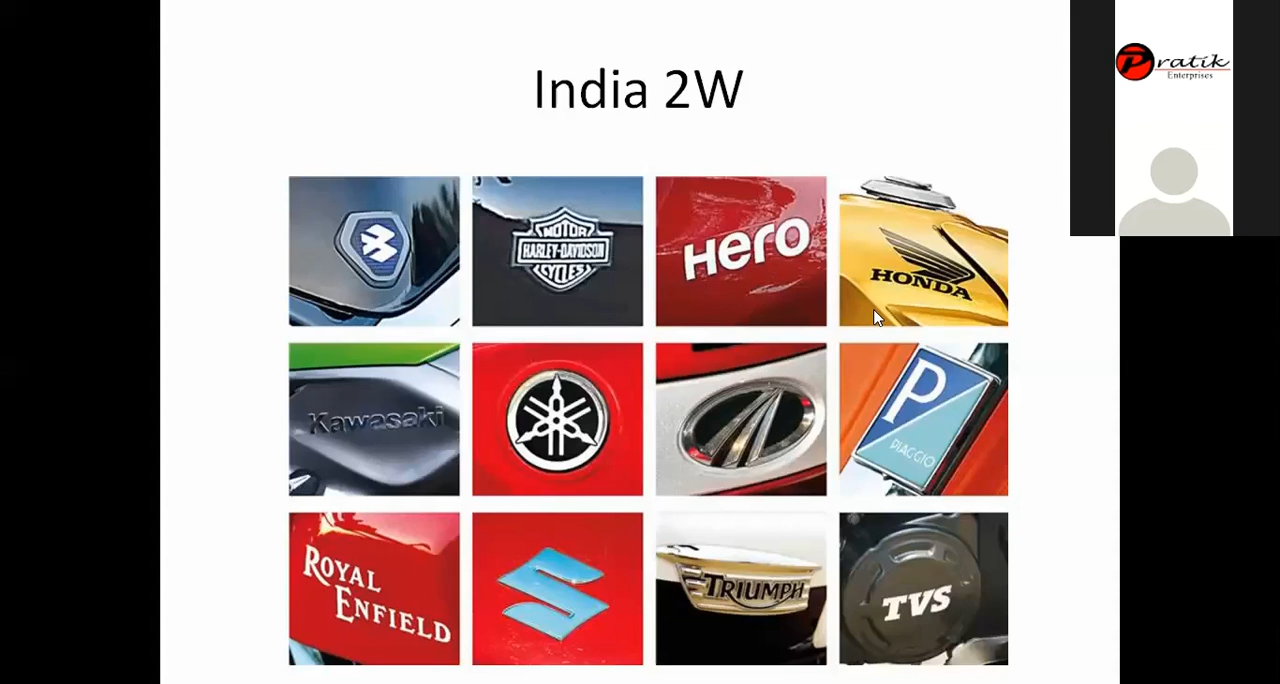 India 2W
Pratik
Enterprises
MOTOR
HARLEY-DAVIDSON
CYCLES
Hero
HONDA
Kawasaki
P
PIAGGIO
ROYAL
ENFIELD
TRIUMPH
TVS